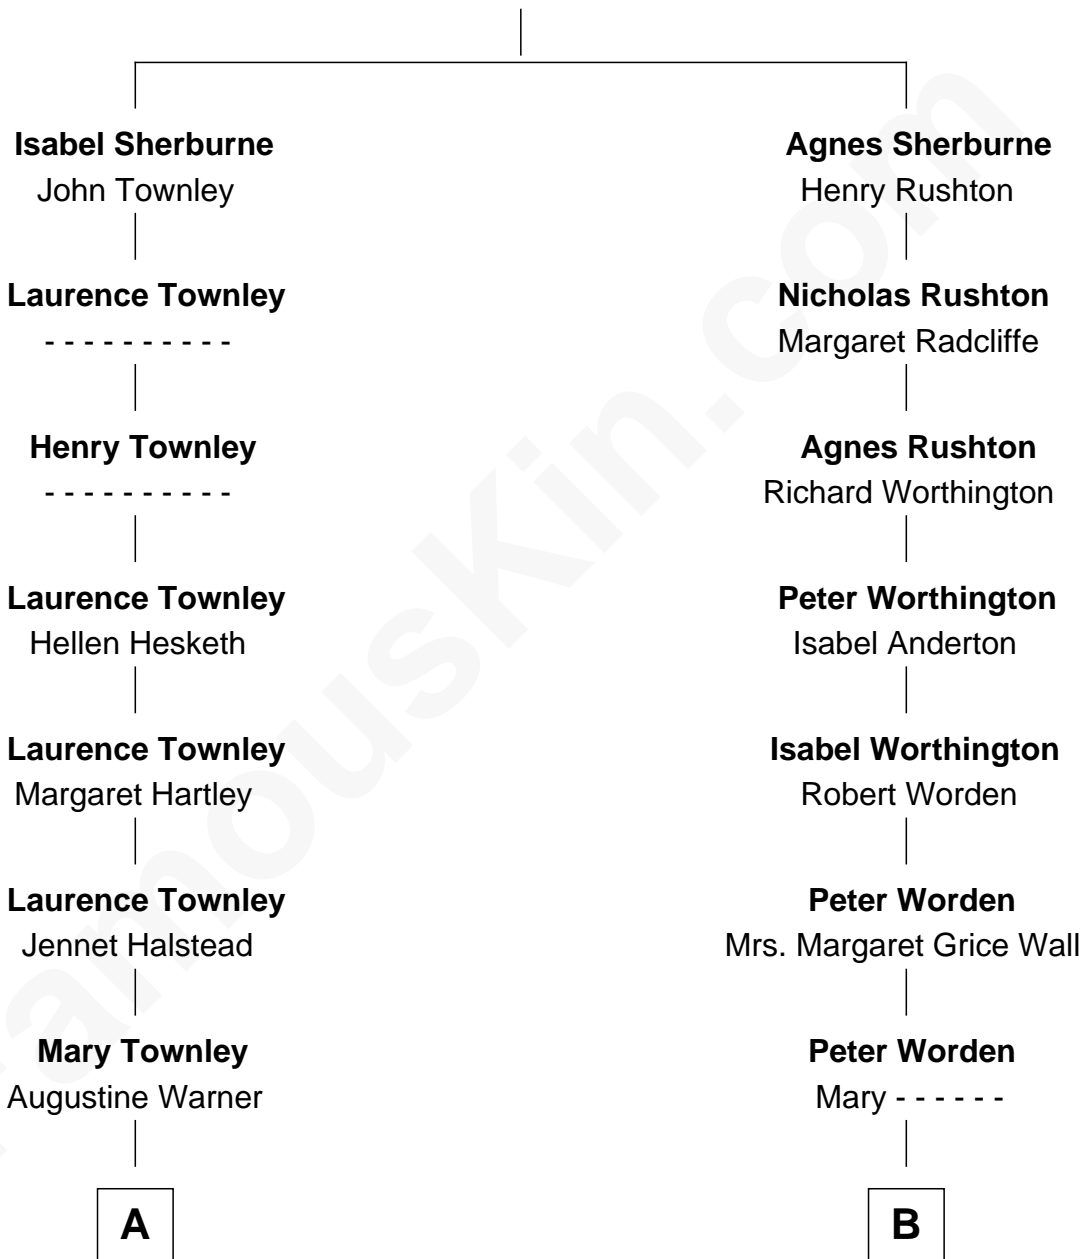 Isabel Sherburne
John Townley
Laurence Townley
- - - - - - - - - -
Henry Townley
- - - - - - - - - -
Laurence Townley
Hellen Hesketh
Laurence Townley
Margaret Hartley
Laurence Townley
Jennet Halstead
Mary Townley
Augustine Warner
A
Agnes Sherburne
Henry Rushton
Nicholas Rushton
Margaret Radcliffe
Agnes Rushton
Richard Worthington
Peter Worthington
Isabel Anderton
Isabel Worthington
Robert Worden
Peter Worden
Mrs. Margaret Grice Wall
Peter Worden
Mary - - - - - -
B
FamousKin.com